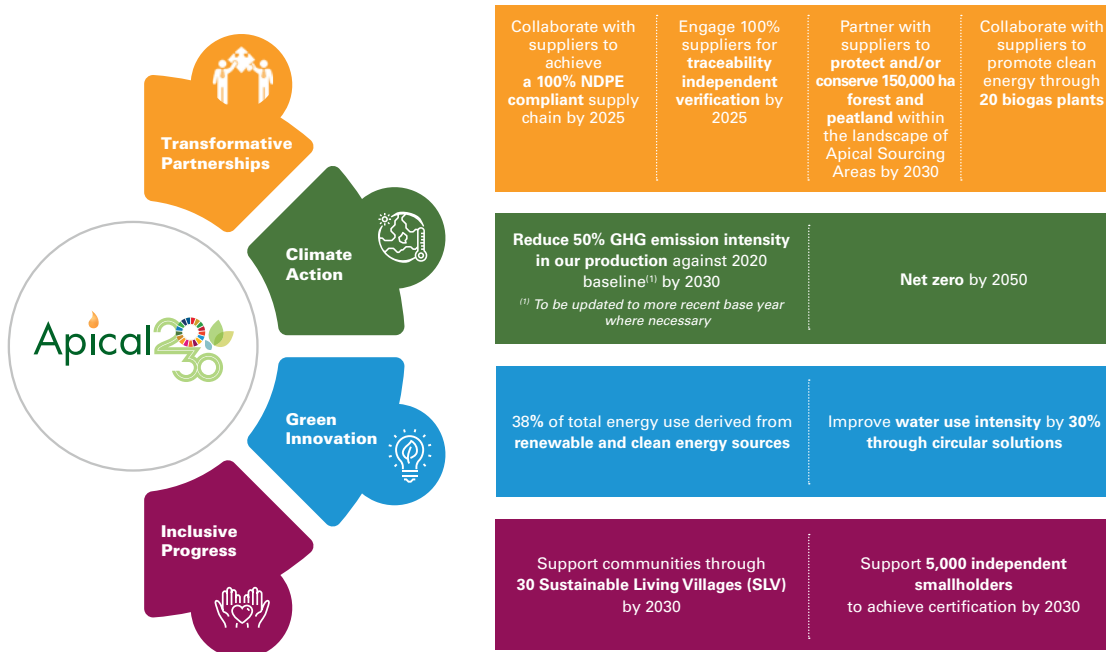 Transformative
Partnerships
Collaborate with
suppliers to
achieve
a 100% NDPE
compliant supply
chain by 2025
Engage 100%
suppliers for
traceability
independent
verification by
2025
Partner with
suppliers to
protect and/or
conserve 150,000 ha
forest and
peatland within
the landscape of
Apical Sourcing
Areas by 2030
Collaborate with
suppliers to
promote clean
energy through
20 biogas plants
Climate
Action
Reduce 50% GHG emission intensity
in our production against 2020
baseline(1) by 2030
(1) To be updated to more recent base year
where necessary
Net zero by 2050
Apical2030
Green
Innovation
38% of total energy use derived from
renewable and clean energy sources
Improve water use intensity by 30%
through circular solutions
Inclusive
Progress
Support communities through
30 Sustainable Living Villages (SLV)
by 2030
Support 5,000 independent
smallholders
to achieve certification by 2030